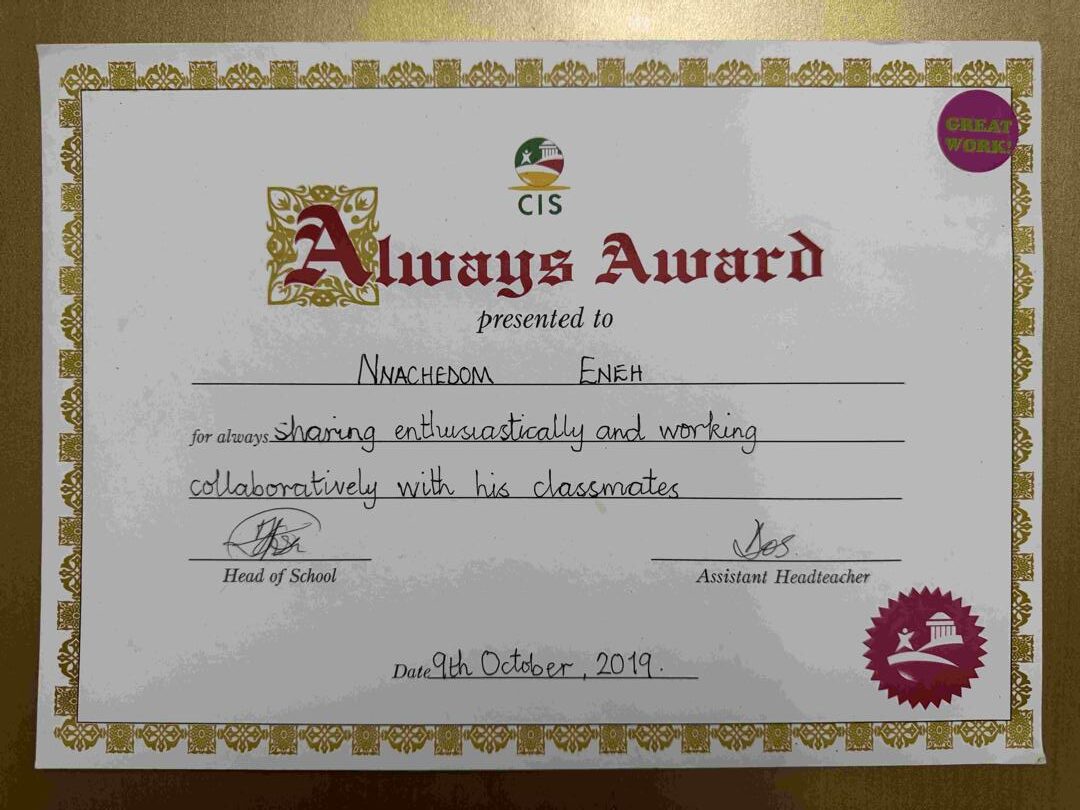 GREAT
WORK!
CIS
Always Award
presented to
NNACHEDOM ENEH
for always sharing enthusiastically and working
collaboratively with his classmates
Head of School
Assistant Headteacher
Date 9th October, 2019.